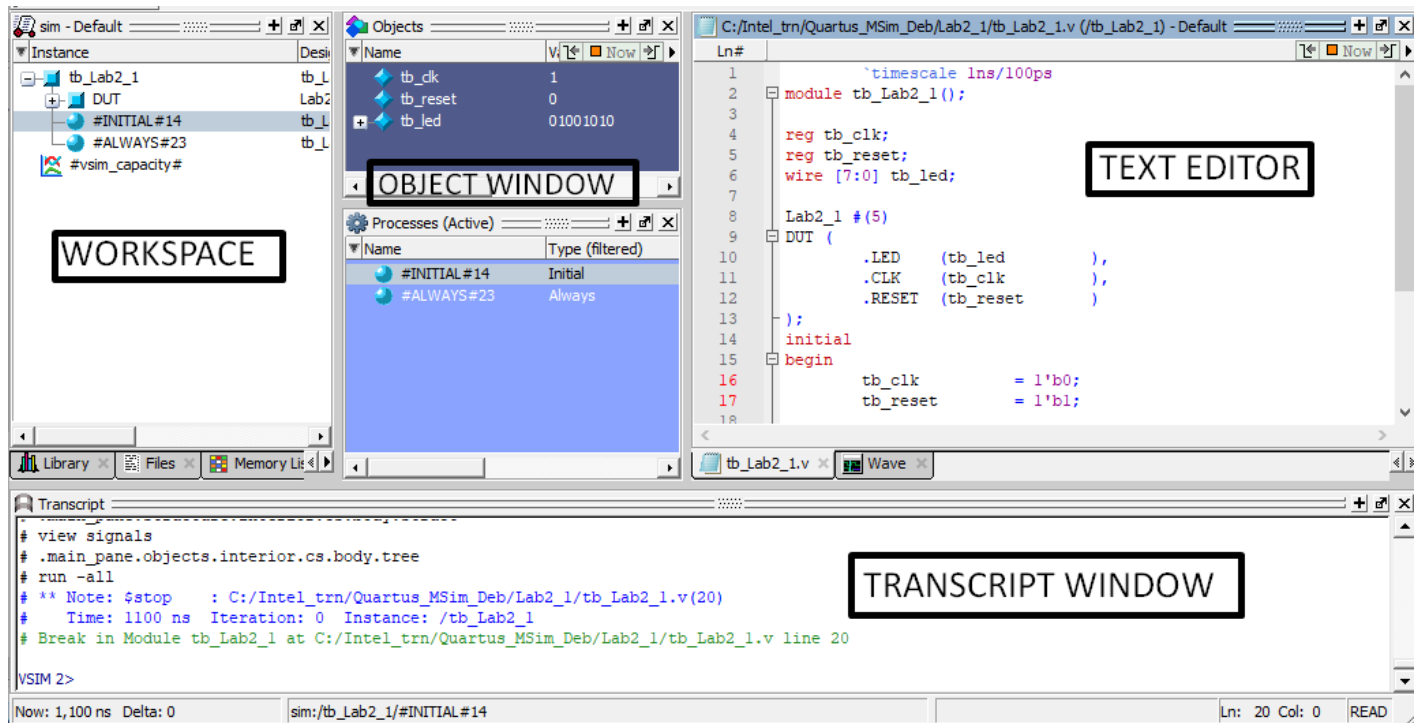 sim - Default
Instance Desi
tb_Lab2_1 tb_L
DUT Lab2
#INITIAL#14 tb_L
#ALWAYS#23 tb_L
#vsim_capacity#
WORKSPACE
Library Files Memory Lis
Objects
Name V Now
tb_clk 1
tb_reset 0
tb_led 01001010
OBJECT WINDOW
Processes (Active)
Name Type (filtered)
#INITIAL#14 Initial
#ALWAYS#23 Always
C:/Intel_trn/Quartus_MSim_Deb/Lab2_1/tb_Lab2_1.v (/tb_Lab2_1) - Default
Ln# Now
1 `timescale 1ns/100ps
2 module tb_Lab2_1();
3
4 reg tb_clk;
5 reg tb_reset;
6 wire [7:0] tb_led;
7
8 Lab2_1 #(5)
9 DUT (
10 .LED (tb_led ),
11 .CLK (tb_clk ),
12 .RESET (tb_reset )
13 );
14 initial
15 begin
16 tb_clk = 1'b0;
17 tb_reset = 1'b1;
18
TEXT EDITOR
tb_Lab2_1.v Wave
Transcript
# view signals
# .main_pane.objects.interior.cs.body.tree
# run -all
# ** Note: $stop : C:/Intel_trn/Quartus_MSim_Deb/Lab2_1/tb_Lab2_1.v(20)
# Time: 1100 ns Iteration: 0 Instance: /tb_Lab2_1
# Break in Module tb_Lab2_1 at C:/Intel_trn/Quartus_MSim_Deb/Lab2_1/tb_Lab2_1.v line 20
VSIM 2>
TRANSCRIPT WINDOW
Now: 1,100 ns Delta: 0 sim:/tb_Lab2_1/#INITIAL#14 Ln: 20 Col: 0 READ